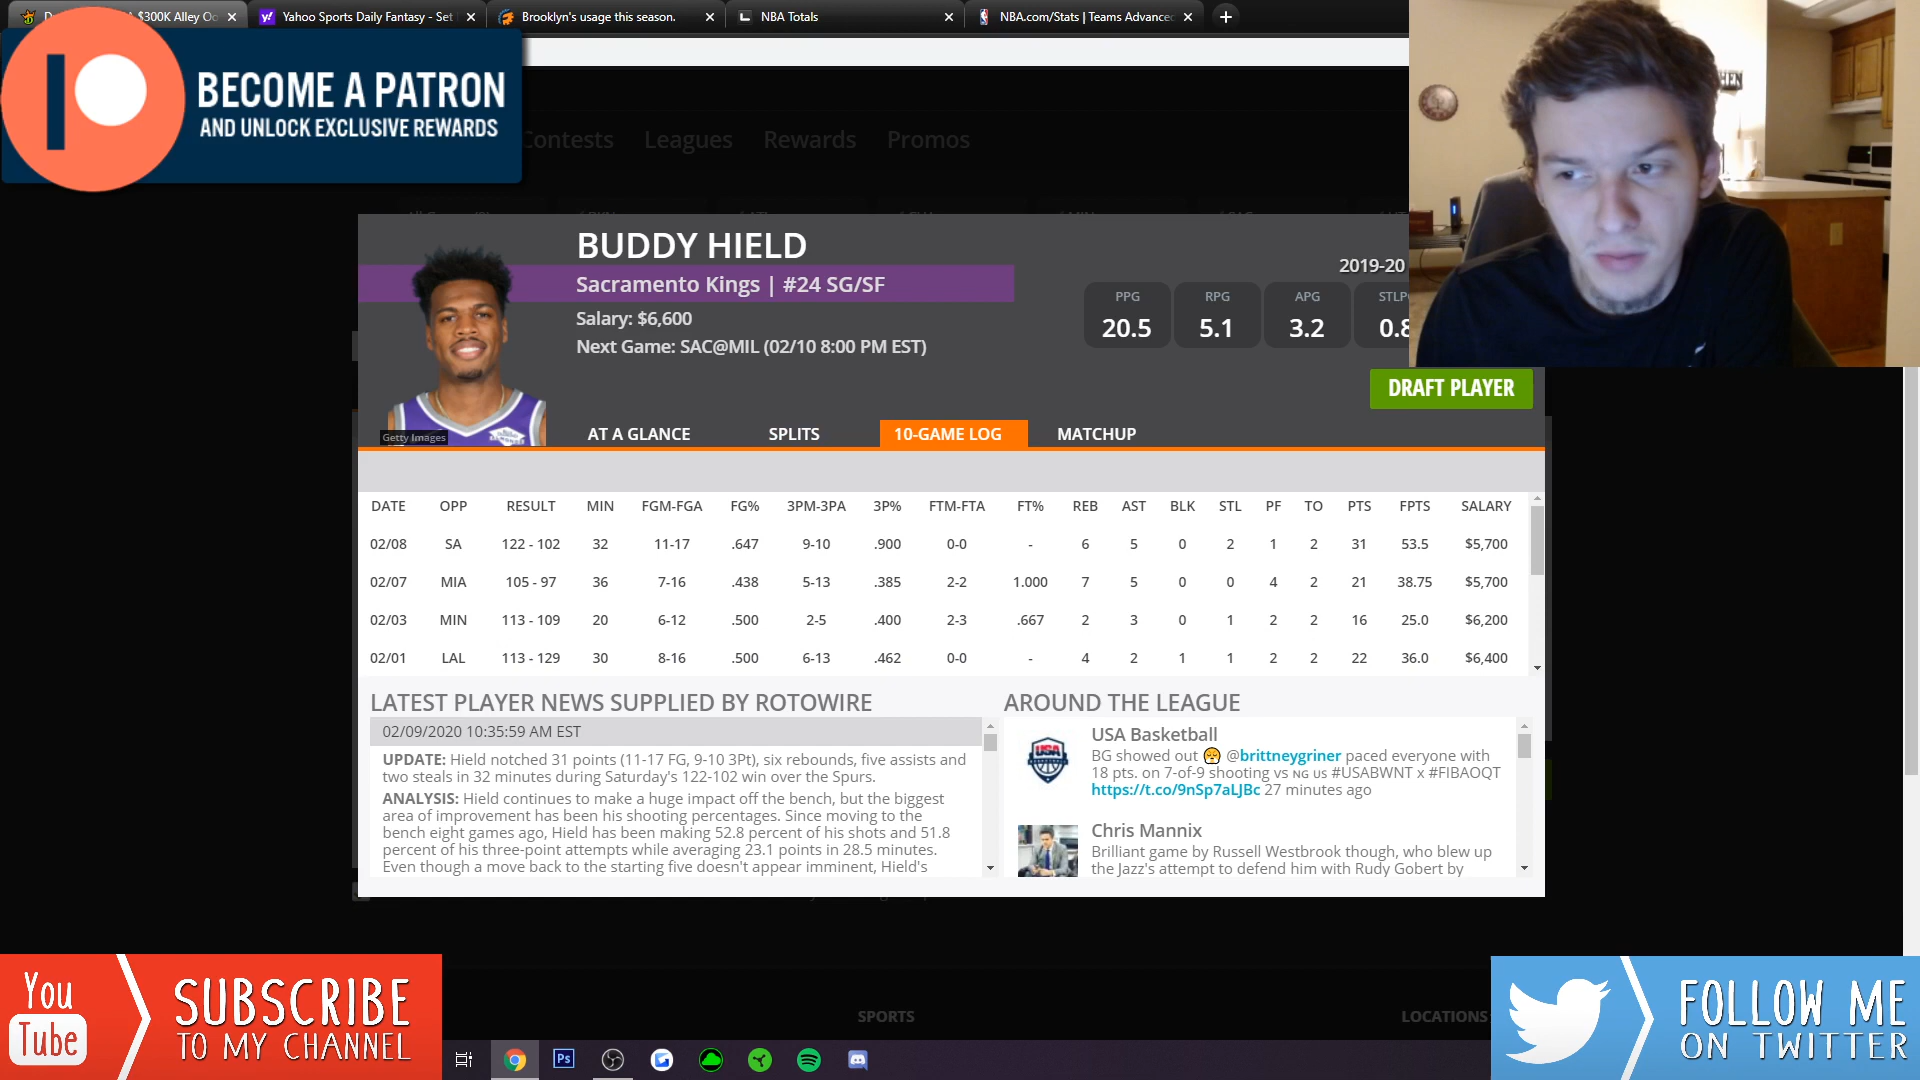 $300K Alley Oo
Yahoo Sports Daily Fantasy - Set
Brooklyn's usage this season.
NBA Totals
NBA.com/Stats | Teams Advance
BECOME A PATRON
AND UNLOCK EXCLUSIVE REWARDS
Contests Leagues Rewards Promos
BUDDY HIELD
Sacramento Kings | #24 SG/SF
Salary: $6,600
Next Game: SAC@MIL (02/10 8:00 PM EST)
2019-20
PPG RPG APG STLP
20.5 5.1 3.2 0.8
DRAFT PLAYER
Getty Images
AT A GLANCE SPLITS 10-GAME LOG MATCHUP
DATE OPP RESULT MIN FGM-FGA FG% 3PM-3PA 3P% FTM-FTA FT% REB AST BLK STL PF TO PTS FPTS SALARY
02/08 SA 122 - 102 32 11-17 .647 9-10 .900 0-0 - 6 5 0 2 1 2 31 53.5 $5,700
02/07 MIA 105 - 97 36 7-16 .438 5-13 .385 2-2 1.000 7 5 0 0 4 2 21 38.75 $5,700
02/03 MIN 113 - 109 20 6-12 .500 2-5 .400 2-3 .667 2 3 0 1 2 2 16 25.0 $6,200
02/01 LAL 113 - 129 30 8-16 .500 6-13 .462 0-0 - 4 2 1 1 2 2 22 36.0 $6,400
LATEST PLAYER NEWS SUPPLIED BY ROTOWIRE
02/09/2020 10:35:59 AM EST
UPDATE: Hield notched 31 points (11-17 FG, 9-10 3Pt), six rebounds, five assists and
two steals in 32 minutes during Saturday's 122-102 win over the Spurs.
ANALYSIS: Hield continues to make a huge impact off the bench, but the biggest
area of improvement has been his shooting percentages. Since moving to the
bench eight games ago, Hield has been making 52.8 percent of his shots and 51.8
percent of his three-point attempts while averaging 23.1 points in 28.5 minutes.
Even though a move back to the starting five doesn't appear imminent, Hield's
AROUND THE LEAGUE
USA
USA Basketball
BG showed out 😤 @brittneygriner paced everyone with
18 pts. on 7-of-9 shooting vs NG US #USABWNT x #FIBAOQT
https://t.co/9nSp7aLJBc 27 minutes ago
Chris Mannix
Brilliant game by Russell Westbrook though, who blew up
the Jazz's attempt to defend him with Rudy Gobert by
SPORTS
LOCATIONS
You
Tube
SUBSCRIBE
TO MY CHANNEL
Ps
FOLLOW ME
ON TWITTER